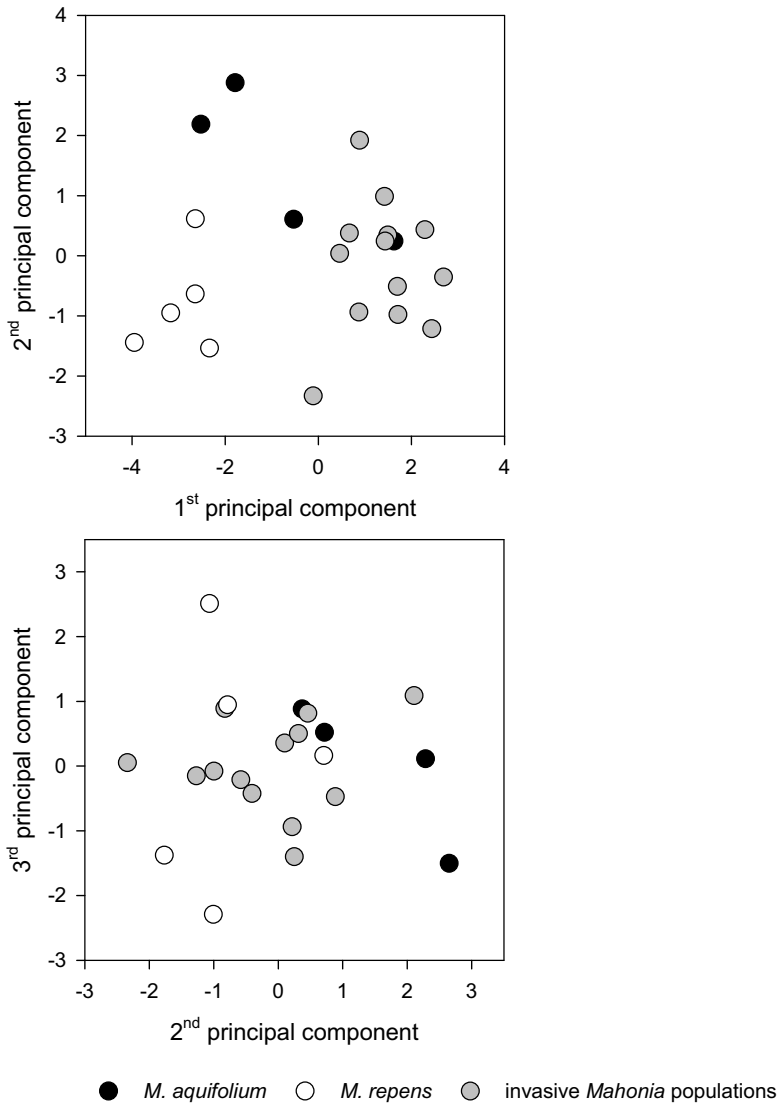 4
3
2
1
0
-1
-2
-3
2nd principal component
-4 -2 0 2 4
1st principal component
3
2
1
0
-1
-2
-3
3rd principal component
-3 -2 -1 0 1 2 3
2nd principal component
M. aquifolium M. repens invasive Mahonia populations